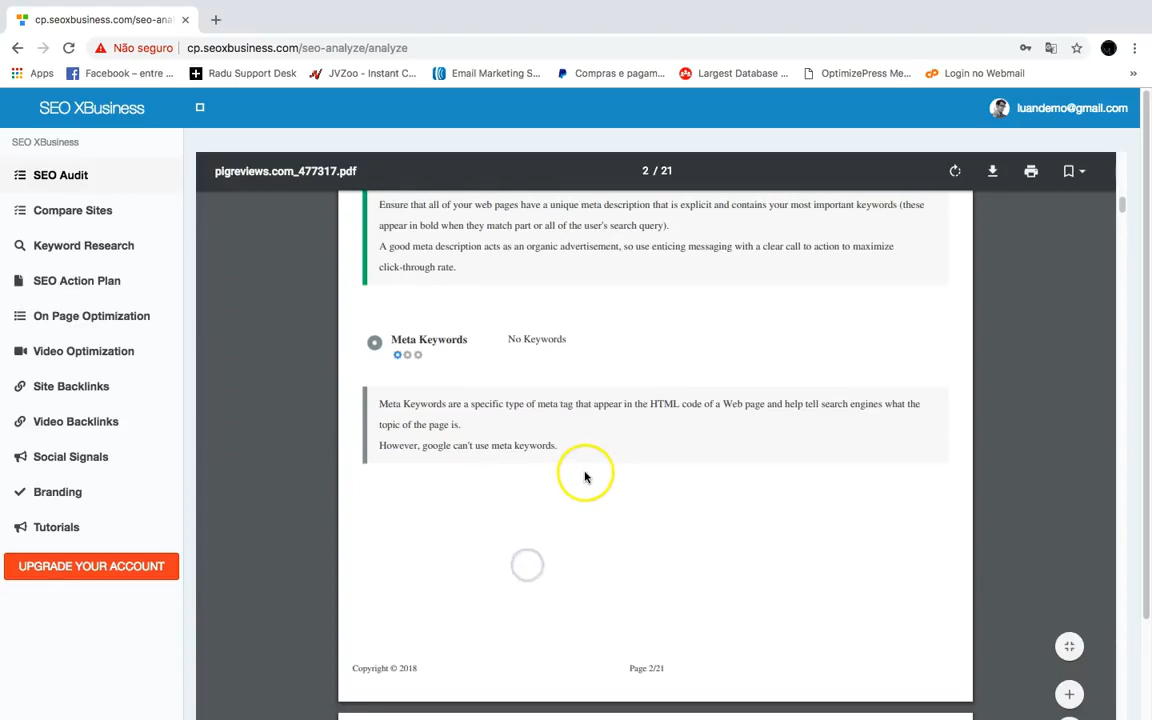 cp.seoxbusiness.com/seo-anal
Não seguro cp.seoxbusiness.com/seo-analyze/analyze
Apps Facebook – entre ... Radu Support Desk JVZoo - Instant C... Email Marketing S... Compras e pagam... Largest Database ... OptimizePress Me... Login no Webmail »
SEO XBusiness luandemo@gmail.com
SEO XBusiness
SEO Audit
Compare Sites
Keyword Research
SEO Action Plan
On Page Optimization
Video Optimization
Site Backlinks
Video Backlinks
Social Signals
Branding
Tutorials
UPGRADE YOUR ACCOUNT
plgreviews.com_477317.pdf 2 / 21
Ensure that all of your web pages have a unique meta description that is explicit and contains your most important keywords (these
appear in bold when they match part or all of the user's search query).
A good meta description acts as an organic advertisement, so use enticing messaging with a clear call to action to maximize
click-through rate.
Meta Keywords No Keywords
Meta Keywords are a specific type of meta tag that appear in the HTML code of a Web page and help tell search engines what the
topic of the page is.
However, google can't use meta keywords.
Copyright © 2018 Page 2/21